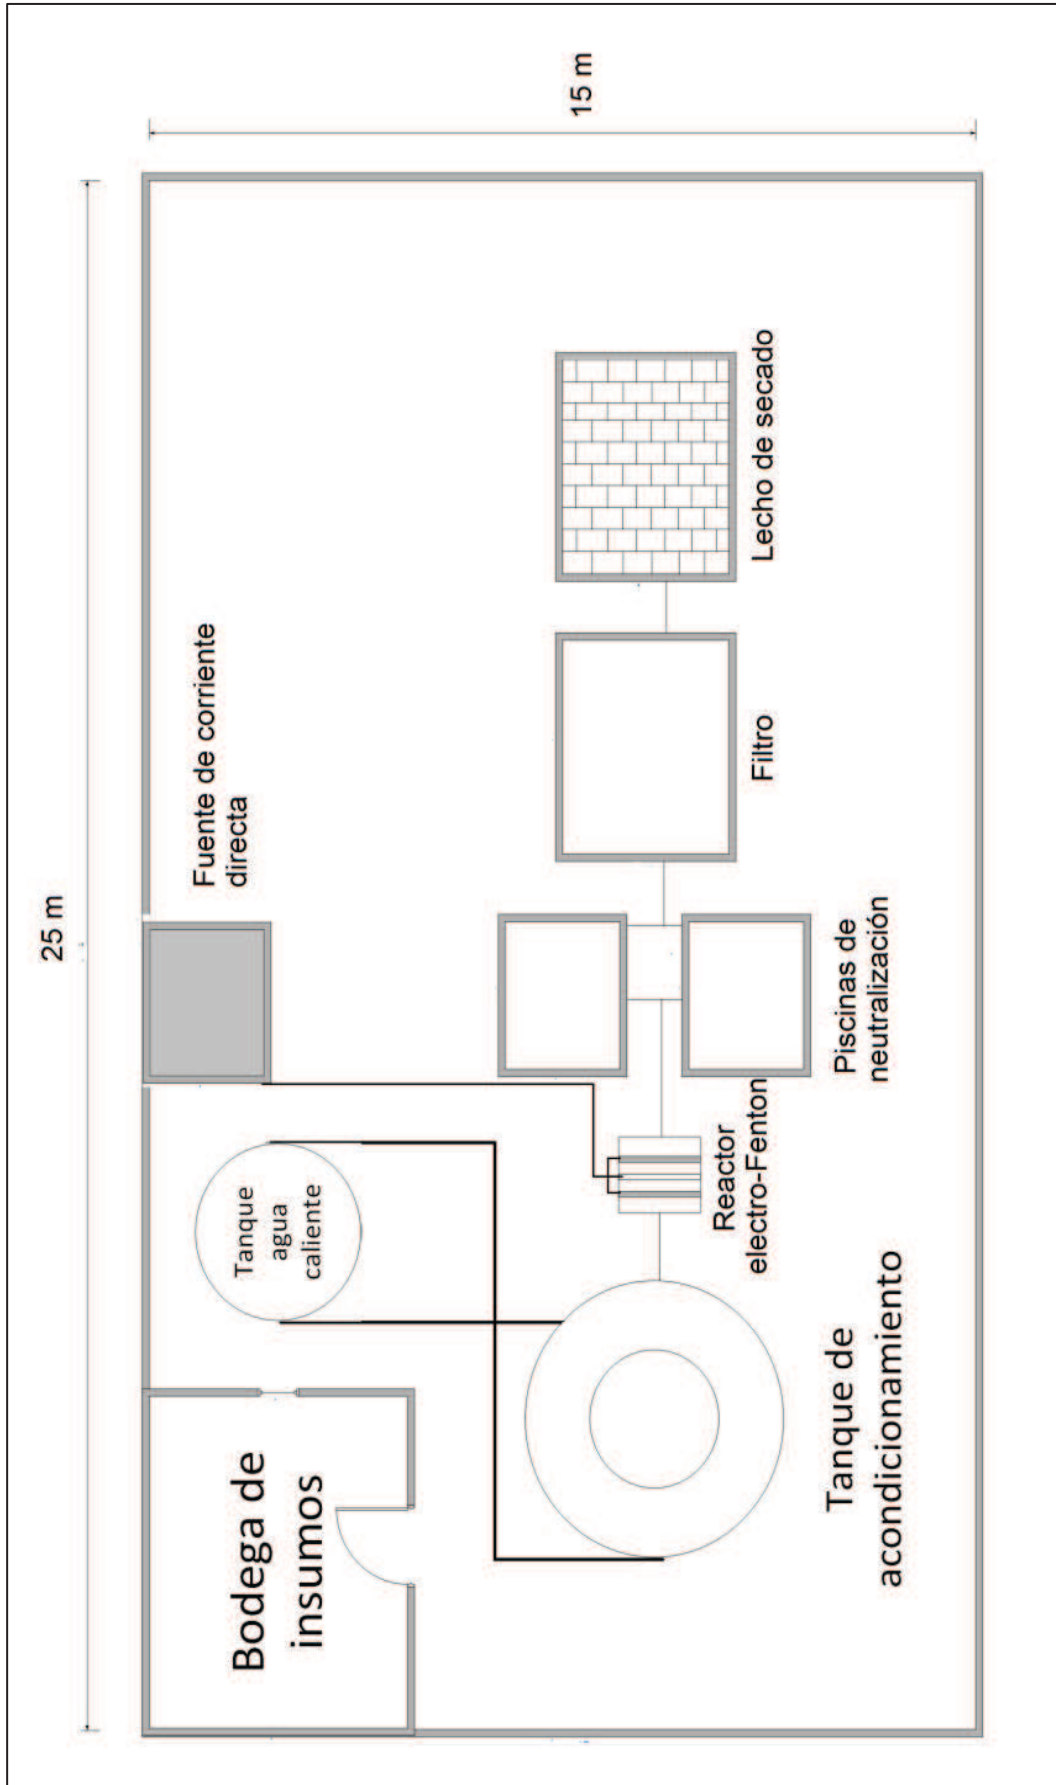 25 m
15 m
Bodega de
insumos
Tanque
agua
caliente
Fuente de corriente
directa
Tanque de
acondicionamiento
Reactor
electro-Fenton
Piscinas de
neutralización
Filtro
Lecho de secado